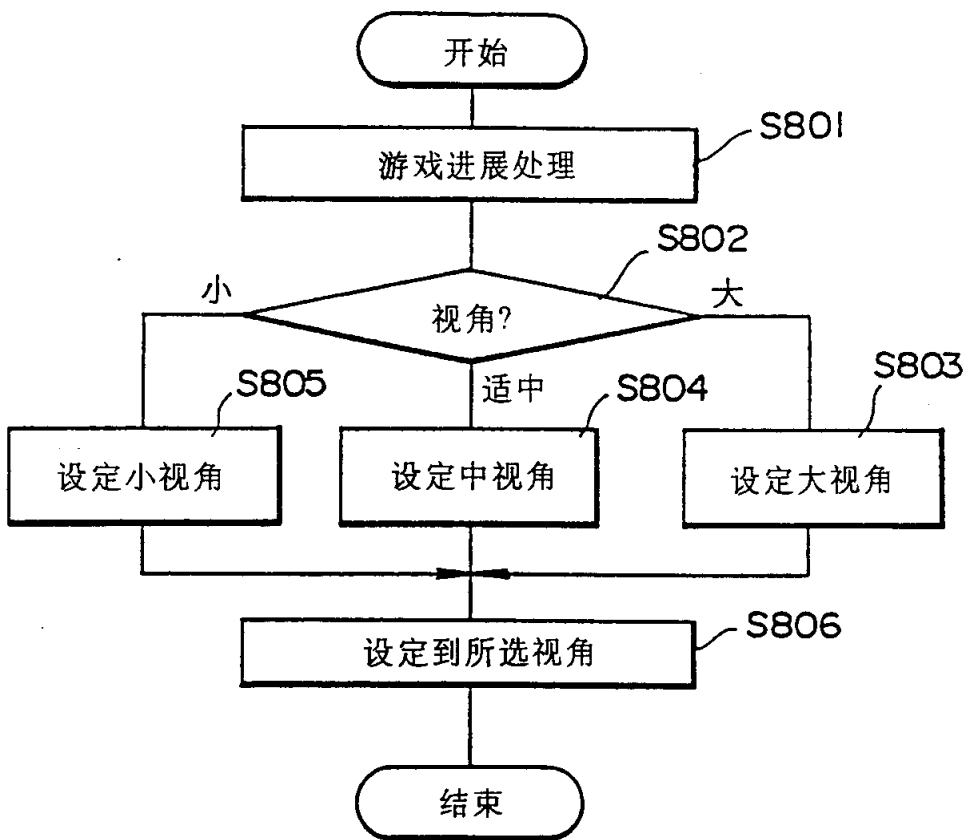 开始
S801
游戏进展处理
S802
小
视角?
大
S805
适中
S804
S803
设定小视角
设定中视角
设定大视角
S806
设定到所选视角
结束